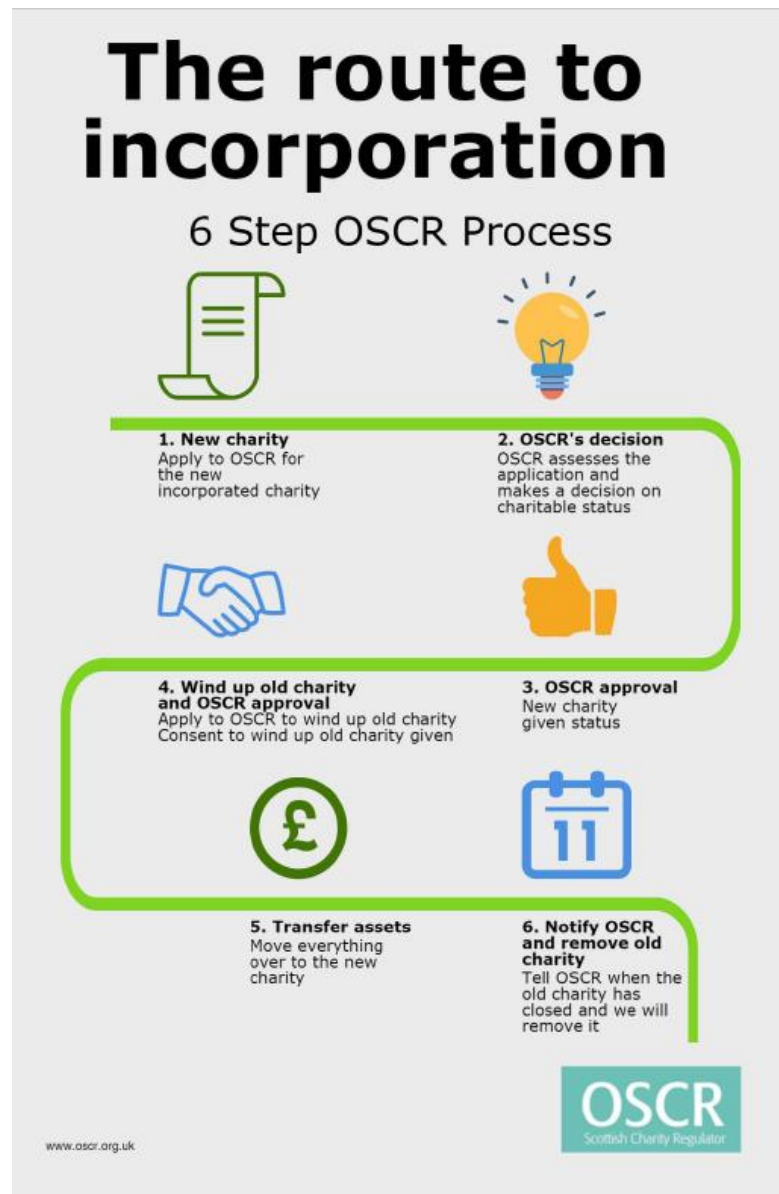 The route to
incorporation
6 Step OSCR Process
1. New charity
Apply to OSCR for
the new
incorporated charity
2. OSCR's decision
OSCR assesses the
application and
makes a decision on
charitable status
3. OSCR approval
New charity
given status
4. Wind up old charity
and OSCR approval
Apply to OSCR to wind up old charity
Consent to wind up old charity given
£
11
5. Transfer assets
Move everything
over to the new
charity
6. Notify OSCR
and remove old
charity
Tell OSCR when the
old charity has
closed and we will
remove it
OSCR
Scottish Charity Regulator
www.oscr.org.uk